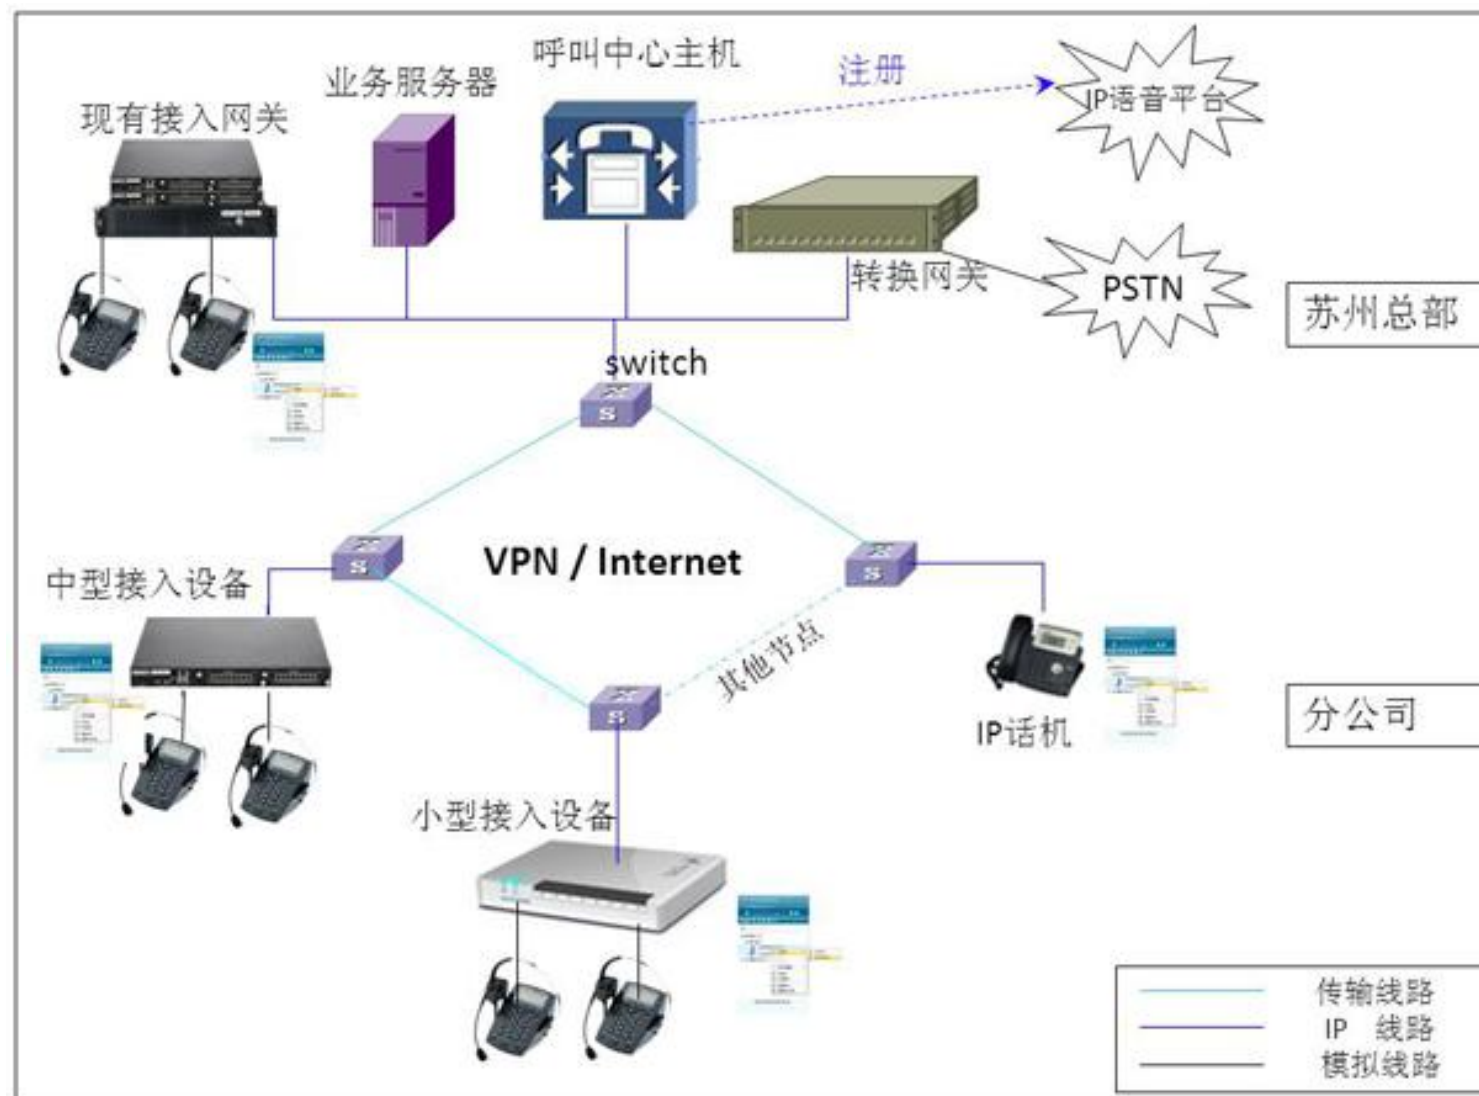 呼叫中心主机
业务服务器
注册
IP语音平台
现有接入网关
转换网关
PSTN
苏州总部
switch
S
VPN / Internet
S
S
中型接入设备
其他节点
S
IP话机
分公司
小型接入设备
传输线路
IP 线路
模拟线路